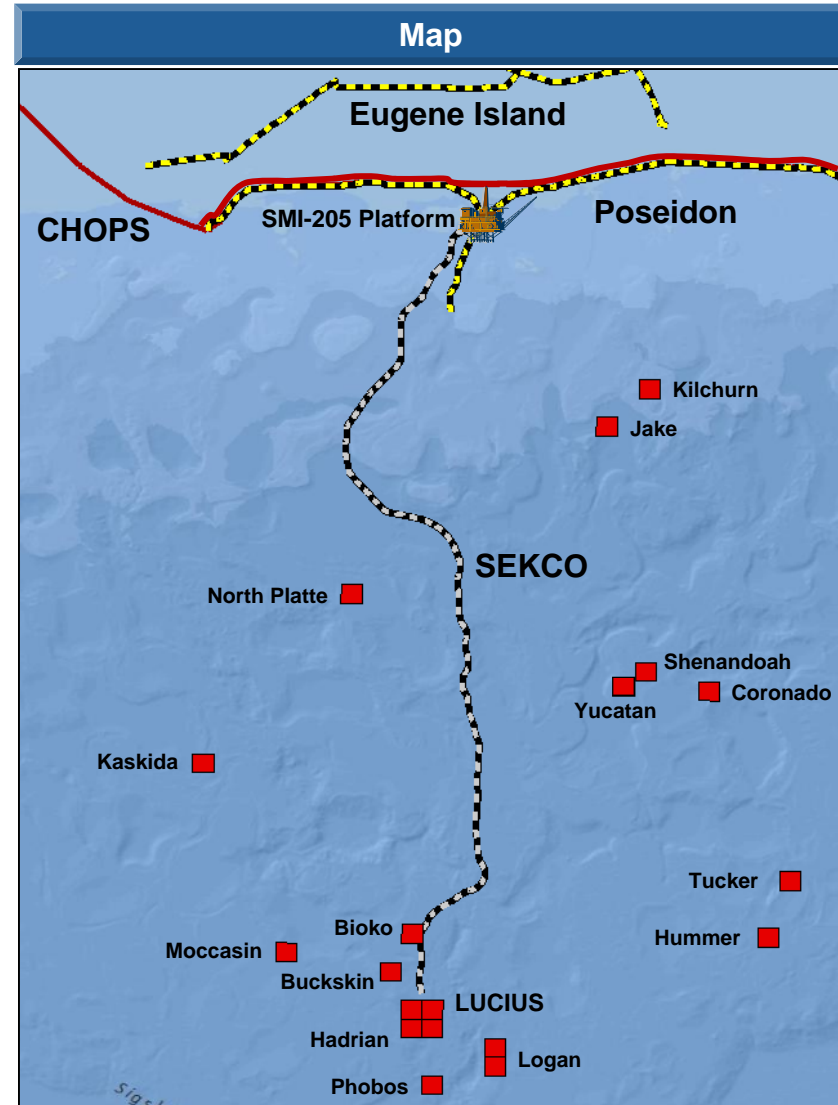 Map
Eugene Island
CHOPS
SMI-205 Platform
Poseidon
Kilchurn
Jake
SEKCO
North Platte
Shenandoah
Yucatan
Coronado
Kaskida
Tucker
Bioko
Hummer
Moccasin
Buckskin
LUCIUS
Hadrian
Logan
Phobos